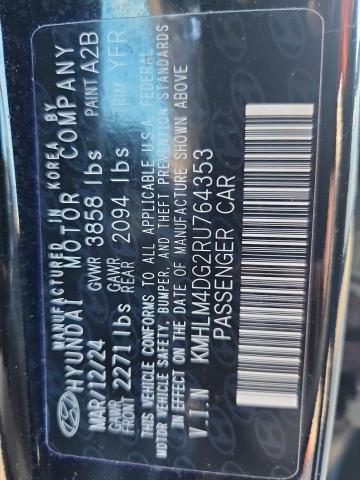 MANUFACTURED IN KOREA BY
HYUNDAI MOTOR COMPANY
MAR/12/24 GVWR 3858 lbs PAINT A2B
GAWR FRONT 2271 lbs GAWR REAR 2094 lbs TRIM YFR
THIS VEHICLE CONFORMS TO ALL APPLICABLE U.S.A. FEDERAL
MOTOR VEHICLE SAFETY, BUMPER, AND THEFT PREVENTION STANDARDS
IN EFFECT ON THE DATE OF MANUFACTURE SHOWN ABOVE
V.I.N KMHLM4DG2RU764353
PASSENGER CAR